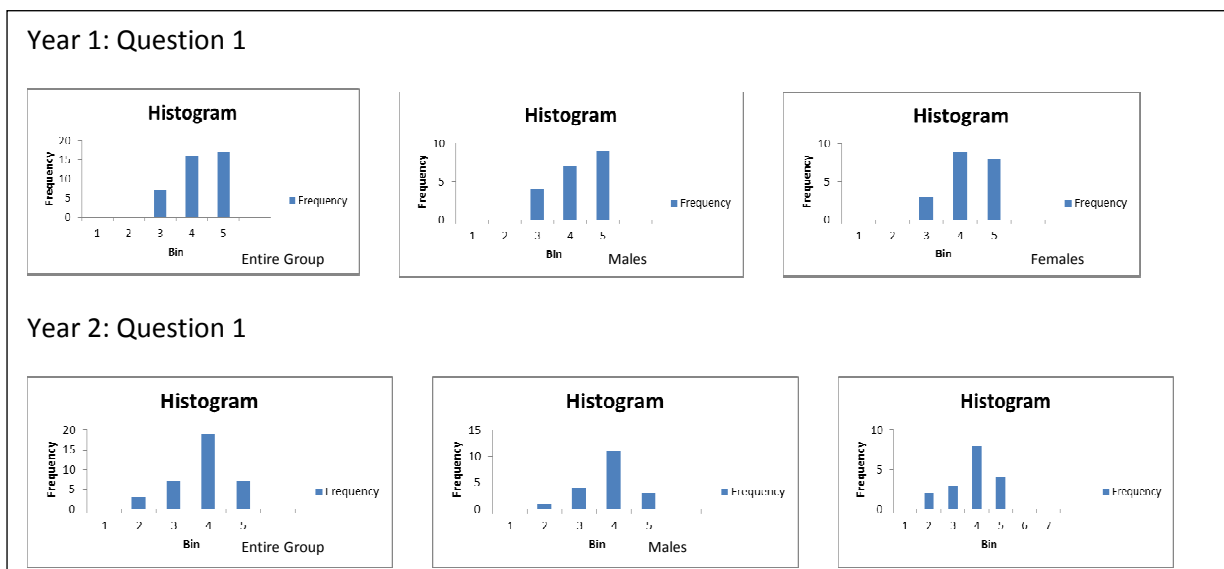 Year 1: Question 1
Histogram
20
15
10
5
0
Frequency
1 2 3 4 5
Bin
Frequency
Entire Group
Histogram
10
5
0
Frequency
1 2 3 4 5
Bin
Frequency
Males
Histogram
10
5
0
Frequency
1 2 3 4 5
Bin
Frequency
Females
Year 2: Question 1
Histogram
20
15
10
5
0
Frequency
1 2 3 4 5
Bin
Frequency
Entire Group
Histogram
15
10
5
0
Frequency
1 2 3 4 5
Bin
Frequency
Males
Histogram
10
5
0
Frequency
1 2 3 4 5 6 7
Bin
Frequency